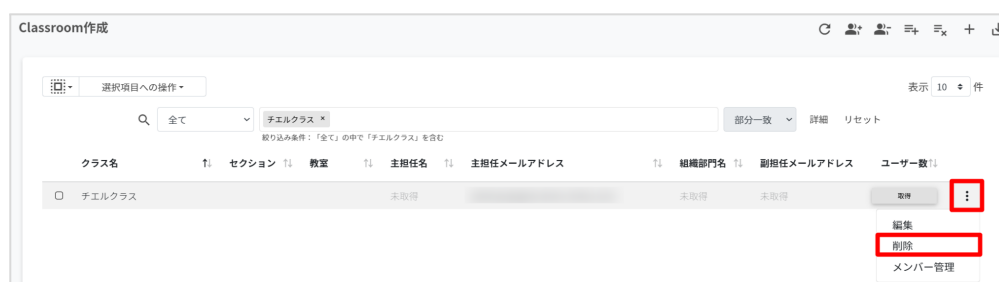 Classroom作成
選択項目への操作
表示 10 件
全て チエルクラス × 部分一致 詳細 リセット
絞り込み条件：「全て」の中で「チエルクラス」を含む
クラス名 ↑↓ セクション ↑↓ 教室 ↑↓ 主担任名 ↑↓ 主担任メールアドレス ↑↓ 組織部門名 ↑↓ 副担任メールアドレス ユーザー数↑↓
チエルクラス 未取得 未取得 未取得 取得
編集
削除
メンバー管理